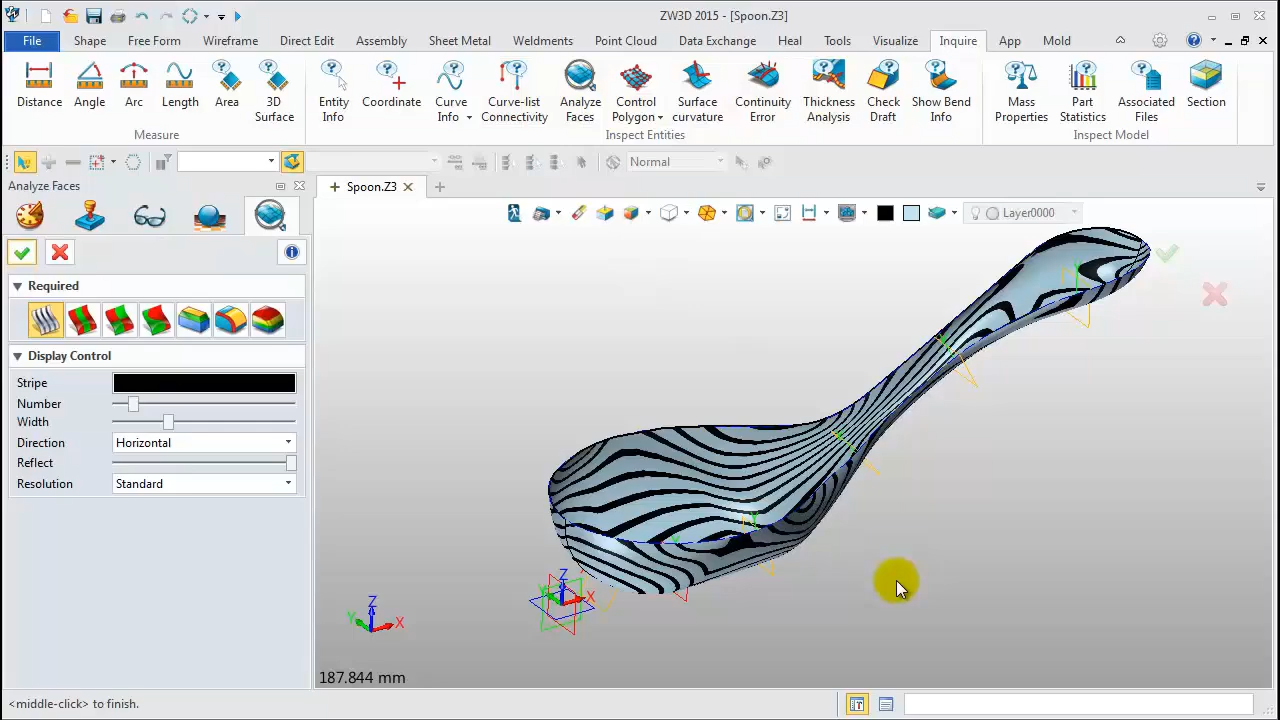 ZW3D 2015 - [Spoon.Z3]
File Shape Free Form Wireframe Direct Edit Assembly Sheet Metal Weldments Point Cloud Data Exchange Heal Tools Visualize Inquire App Mold
Distance Angle Arc Length Area 3D Surface Entity Info Coordinate Curve Info Curve-list Connectivity Analyze Faces Control Polygon Surface curvature Continuity Error Thickness Analysis Check Draft Show Bend Info Mass Properties Part Statistics Associated Files Section
Measure Inspect Entities Inspect Model
Normal
Analyze Faces
Spoon.Z3
Layer0000
Required
Display Control
Stripe
Number
Width
Direction Horizontal
Reflect
Resolution Standard
Y
Y
Y
Y
Y
Z
Y
X
Z
Y
X
187.844 mm
<middle-click> to finish.